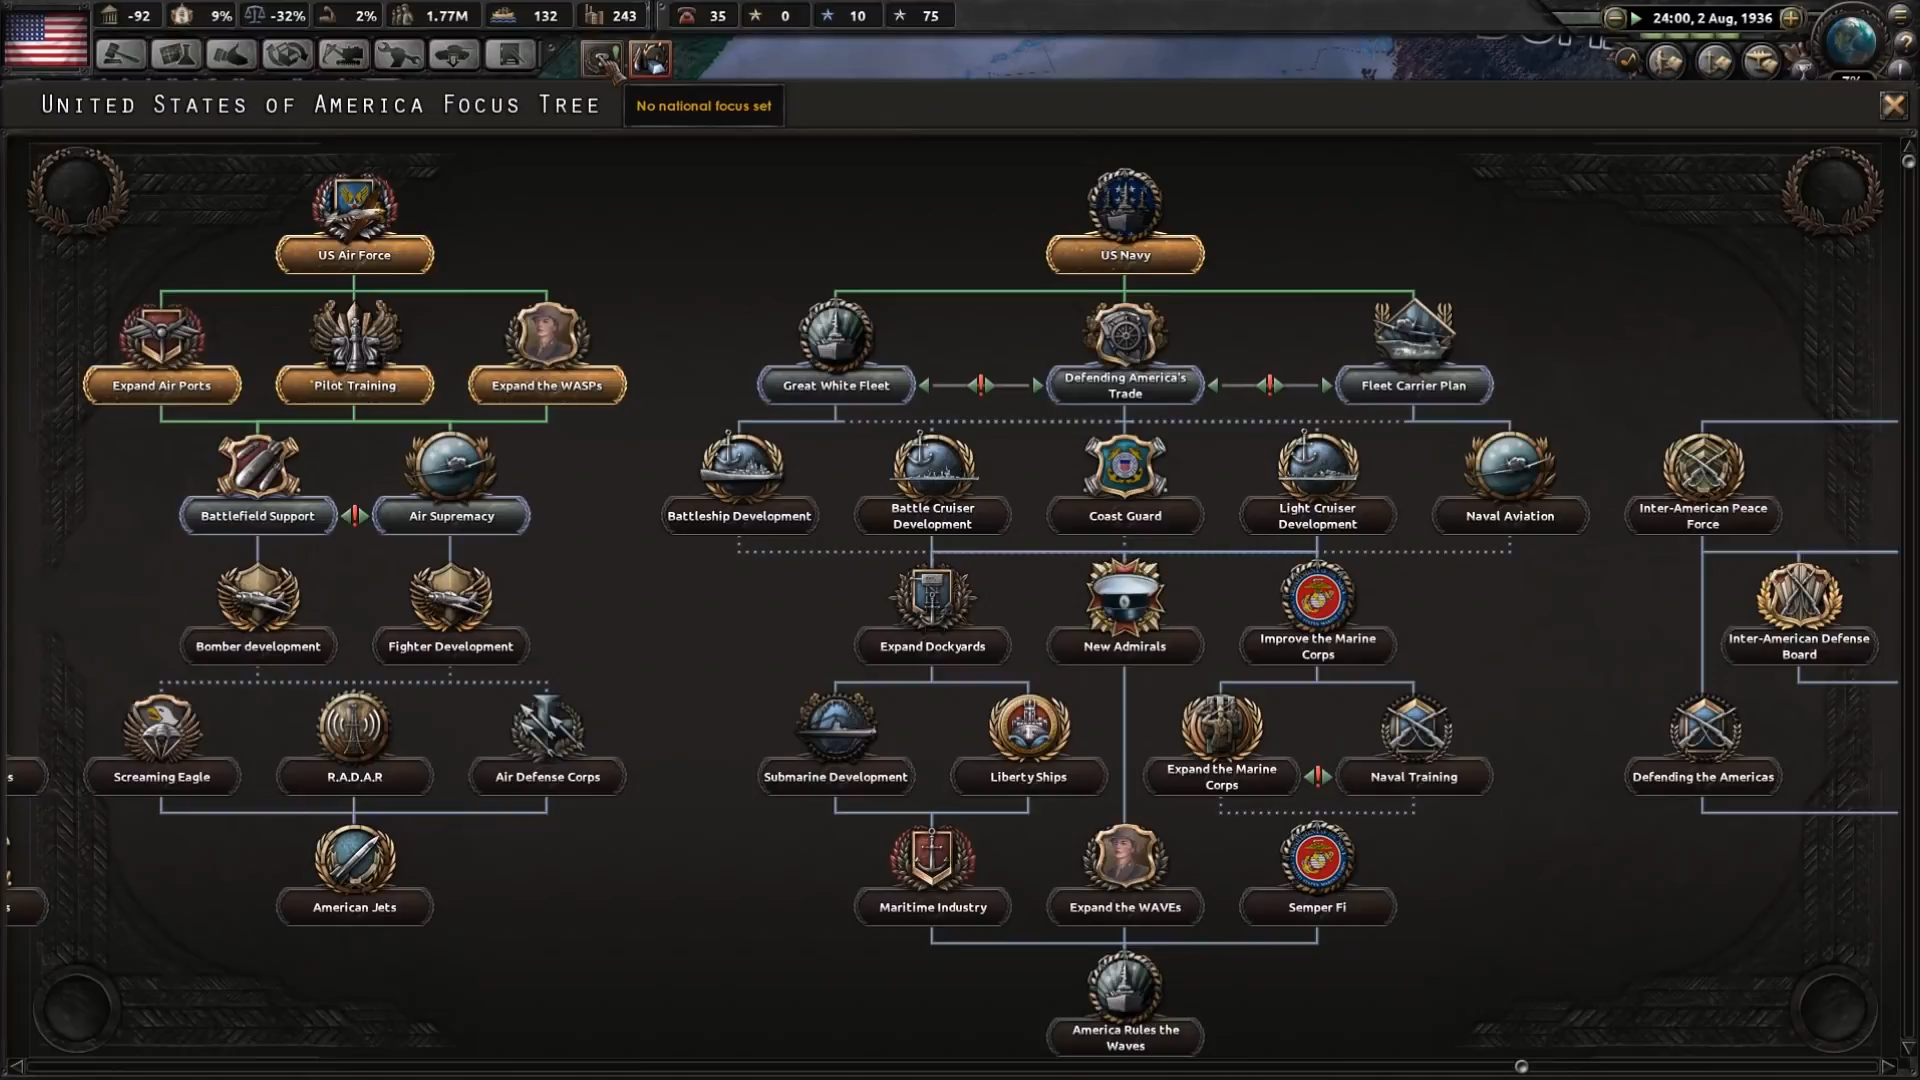 -92
9%
-32%
2%
1.77M
132
243
35
0
10
75
24:00, 2 Aug, 1936
United States of America Focus Tree
No national focus set
US Air Force
US Navy
Expand Air Ports
Pilot Training
Expand the WASPs
Great White Fleet
Defending America's
Trade
Fleet Carrier Plan
Battlefield Support
Air Supremacy
Battleship Development
Battle Cruiser
Development
Coast Guard
Light Cruiser
Development
Naval Aviation
Inter-American Peace
Force
Bomber development
Fighter Development
Expand Dockyards
New Admirals
Improve the Marine
Corps
Inter-American Defense
Board
s
Screaming Eagle
R.A.D.A.R
Air Defense Corps
Submarine Development
Liberty Ships
Expand the Marine
Corps
Naval Training
Defending the Americas
s
American Jets
Maritime Industry
Expand the WAVEs
Semper Fi
America Rules the
Waves